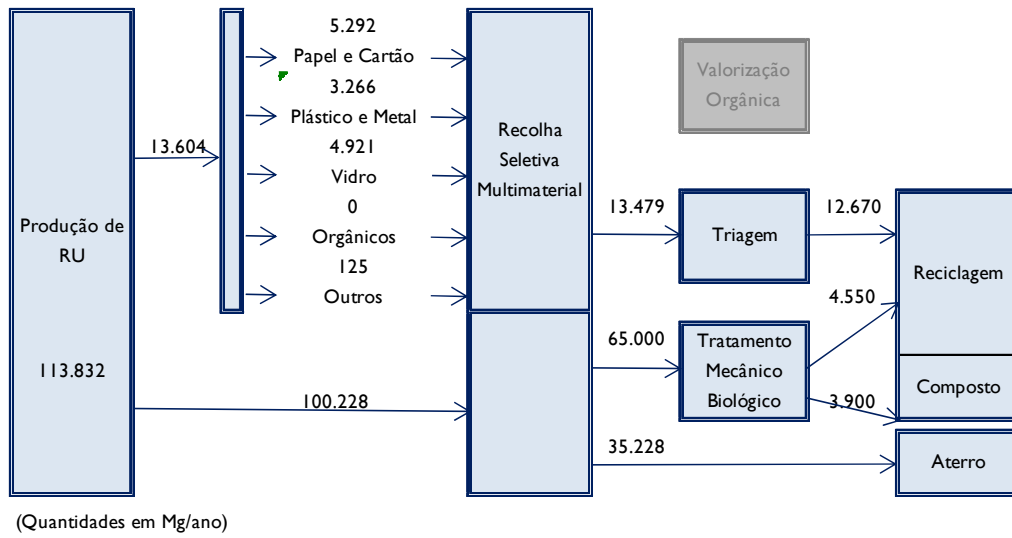 5.292
Papel e Cartão
3.266
Plástico e Metal
13.604
4.921
Vidro
0
Orgânicos
125
Outros
Produção de
RU
113.832
100.228
Recolha
Seletiva
Multimaterial
Valorização
Orgânica
13.479
Triagem
12.670
Reciclagem
4.550
65.000
Tratamento
Mecânico
Biológico
3.900
Composto
35.228
Aterro
(Quantidades em Mg/ano)